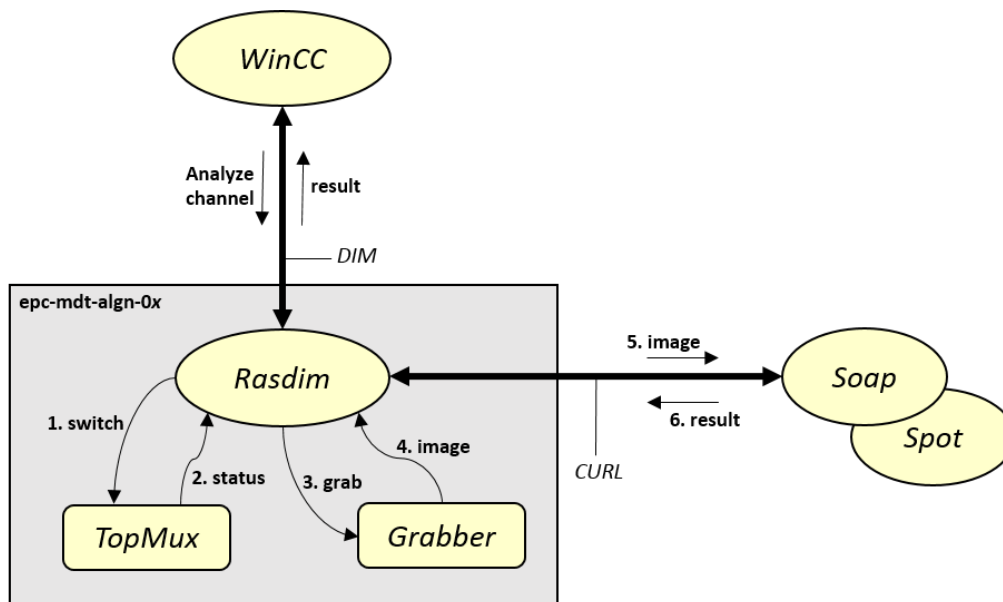 WinCC
Analyze
channel
result
DIM
epc-mdt-algn-0x
Rasdim
5. image
6. result
Soap
Spot
CURL
1. switch
2. status
3. grab
4. image
TopMux
Grabber